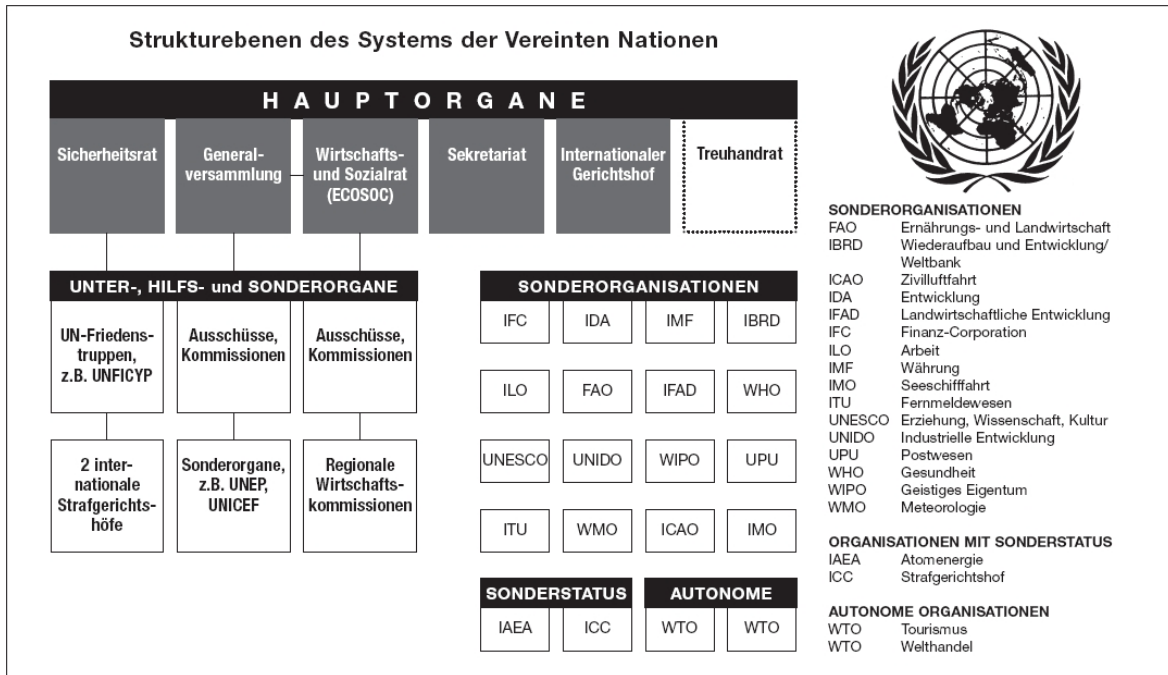 Strukturebenen des Systems der Vereinten Nationen
HAUPTORGANE
Sicherheitsrat
General-
versammlung
Wirtschafts-
und Sozialrat
(ECOSOC)
Sekretariat
Internationaler
Gerichtshof
Treuhandrat
UNTER-, HILFS- und SONDERORGANE
UN-Friedens-
truppen,
z.B. UNFICYP
Ausschüsse,
Kommissionen
Ausschüsse,
Kommissionen
2 inter-
nationale
Strafgerichts-
höfe
Sonderorgane,
z.B. UNEP,
UNICEF
Regionale
Wirtschafts-
kommissionen
SONDERORGANISATIONEN
IFC IDA IMF IBRD
ILO FAO IFAD WHO
UNESCO UNIDO WIPO UPU
ITU WMO ICAO IMO
SONDERSTATUS
IAEA ICC
AUTONOME
WTO WTO
SONDERORGANISATIONEN
FAO Ernährungs- und Landwirtschaft
IBRD Wiederaufbau und Entwicklung/
Weltbank
ICAO Zivilluftfahrt
IDA Entwicklung
IFAD Landwirtschaftliche Entwicklung
IFC Finanz-Corporation
ILO Arbeit
IMF Währung
IMO Seeschifffahrt
ITU Fernmeldewesen
UNESCO Erziehung, Wissenschaft, Kultur
UNIDO Industrielle Entwicklung
UPU Postwesen
WHO Gesundheit
WIPO Geistiges Eigentum
WMO Meteorologie
ORGANISATIONEN MIT SONDERSTATUS
IAEA Atomenergie
ICC Strafgerichtshof
AUTONOME ORGANISATIONEN
WTO Tourismus
WTO Welthandel